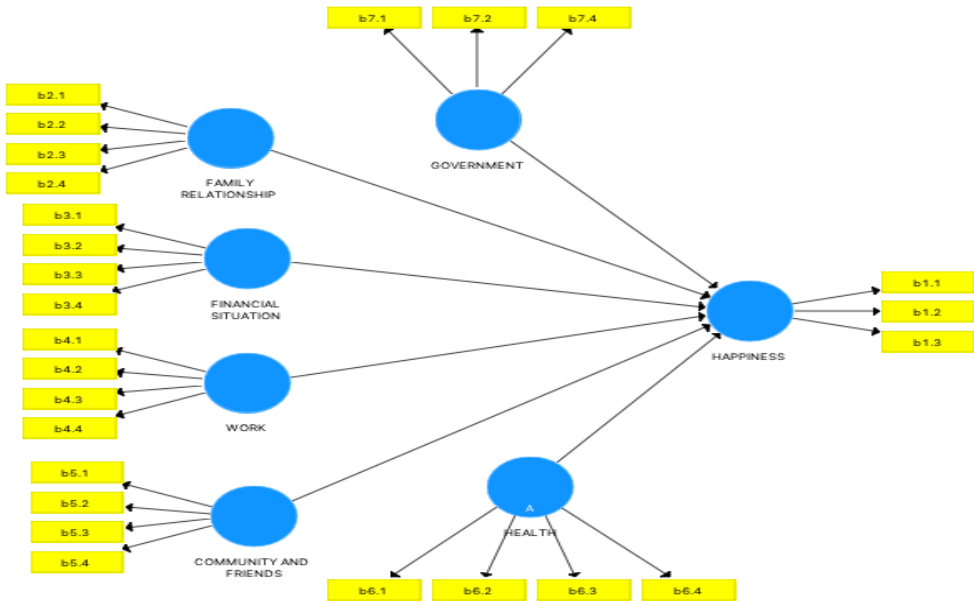 b7.1 b7.2 b7.4
GOVERNMENT
b2.1
b2.2
b2.3
b2.4
FAMILY
RELATIONSHIP
b3.1
b3.2
b3.3
b3.4
FINANCIAL
SITUATION
b4.1
b4.2
b4.3
b4.4
WORK
b5.1
b5.2
b5.3
b5.4
COMMUNITY AND
FRIENDS
A
HEALTH
b6.1 b6.2 b6.3 b6.4
HAPPINESS
b1.1
b1.2
b1.3